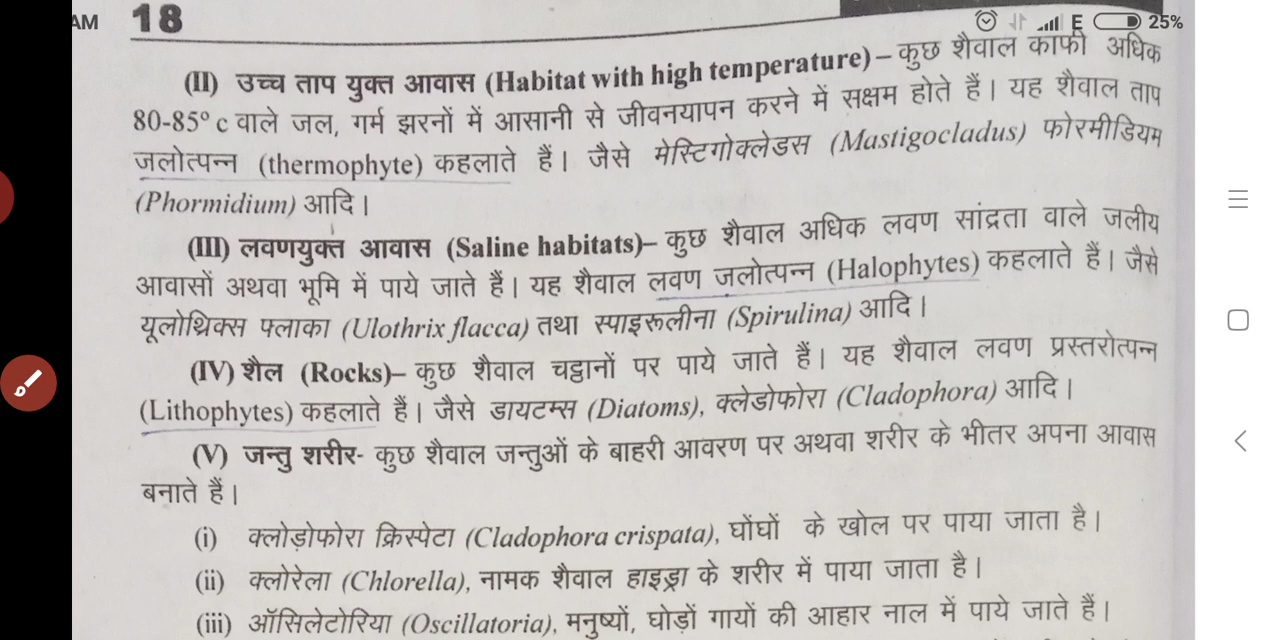 AM 18 E 25%
(II) उच्च ताप युक्त आवास (Habitat with high temperature) – कुछ शैवाल काफी अधिक
80-85° c वाले जल, गर्म झरनों में आसानी से जीवनयापन करने में सक्षम होते हैं। यह शैवाल ताप
जलोत्पन्न (thermophyte) कहलाते हैं। जैसे मेस्टिगोक्लेडस (Mastigocladus) फोरमीडियम
(Phormidium) आदि।
(III) लवणयुक्त आवास (Saline habitats)– कुछ शैवाल अधिक लवण सांद्रता वाले जलीय
आवासों अथवा भूमि में पाये जाते हैं। यह शैवाल लवण जलोत्पन्न (Halophytes) कहलाते हैं। जैसे
यूलोथ्रिक्स फ्लाका (Ulothrix flacca) तथा स्पाइरूलीना (Spirulina) आदि।
(IV) शैल (Rocks)– कुछ शैवाल चट्टानों पर पाये जाते हैं। यह शैवाल लवण प्रस्तरोत्पन्न
(Lithophytes) कहलाते हैं। जैसे डायटम्स (Diatoms), क्लेडोफोरा (Cladophora) आदि।
(V) जन्तु शरीर- कुछ शैवाल जन्तुओं के बाहरी आवरण पर अथवा शरीर के भीतर अपना आवास
बनाते हैं।
(i) क्लोड़ोफोरा क्रिस्पेटा (Cladophora crispata), घोंघों के खोल पर पाया जाता है।
(ii) क्लोरेला (Chlorella), नामक शैवाल हाइड्रा के शरीर में पाया जाता है।
(iii) ऑसिलेटोरिया (Oscillatoria), मनुष्यों, घोड़ों गायों की आहार नाल में पाये जाते हैं।